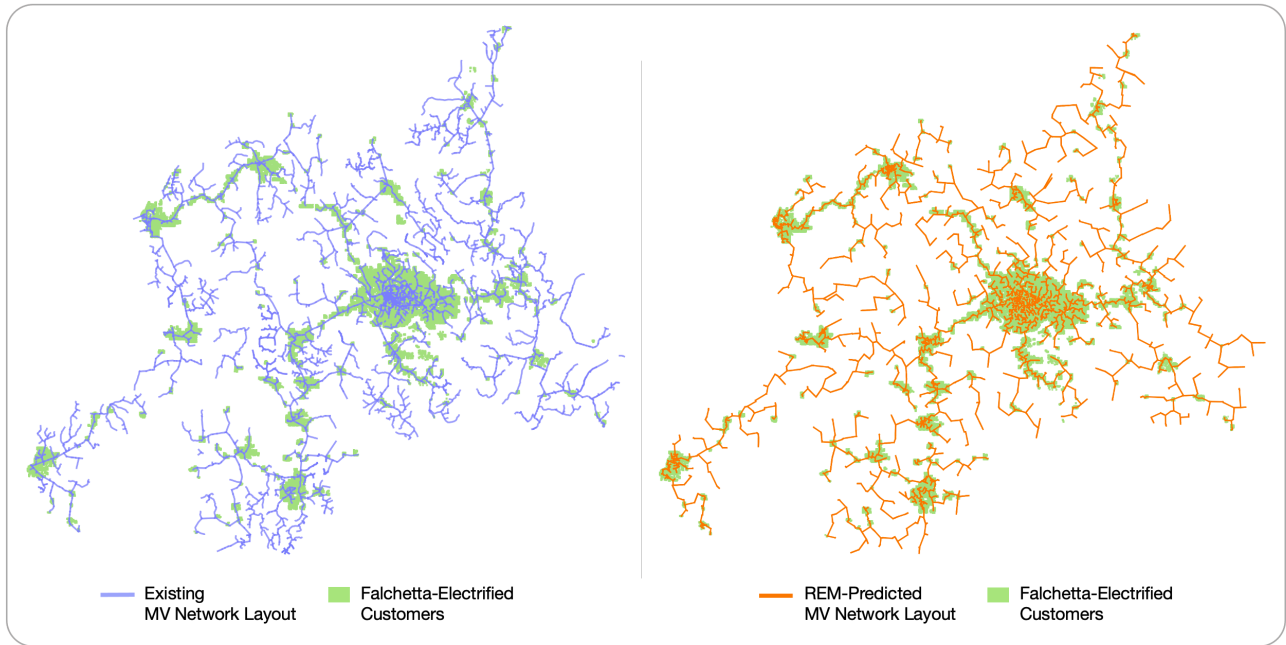 Existing
MV Network Layout
Falchetta-Electrified
Customers
REM-Predicted
MV Network Layout
Falchetta-Electrified
Customers